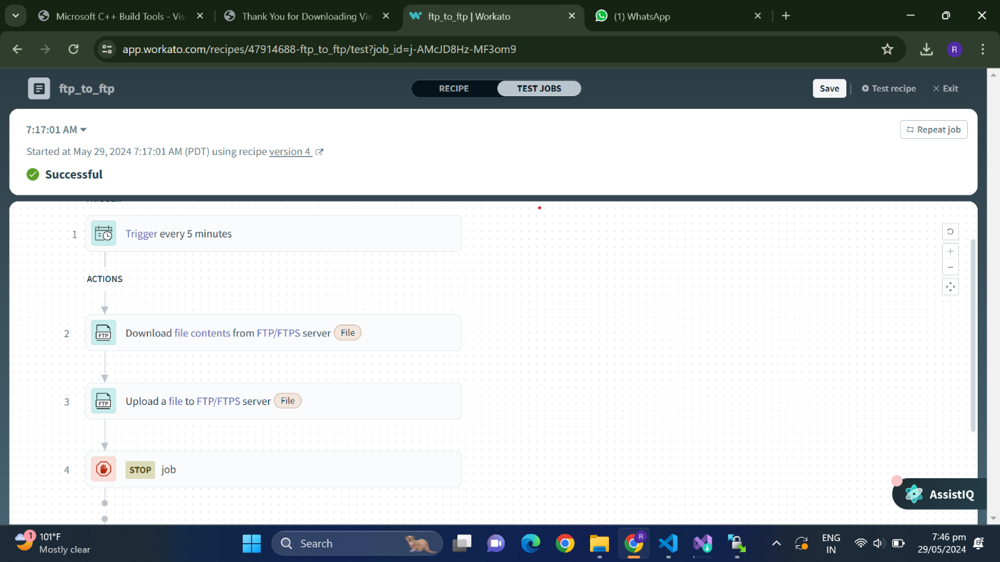 Microsoft C++ Build Tools - Vis
Thank You for Downloading Vis
ftp_to_ftp | Workato
(1) WhatsApp
app.workato.com/recipes/47914688-ftp_to_ftp/test?job_id=j-AMcJD8Hz-MF3om9
R
ftp_to_ftp
RECIPE
TEST JOBS
Save
Test recipe
Exit
7:17:01 AM
Repeat job
Started at May 29, 2024 7:17:01 AM (PDT) using recipe version 4
Successful
TRIGGER
1
Trigger every 5 minutes
ACTIONS
2
FTP
Download file contents from FTP/FTPS server File
3
FTP
Upload a file to FTP/FTPS server File
4
STOP job
AssistIQ
1
101°F
Mostly clear
Search
R
ENG
IN
7:46 pm
29/05/2024